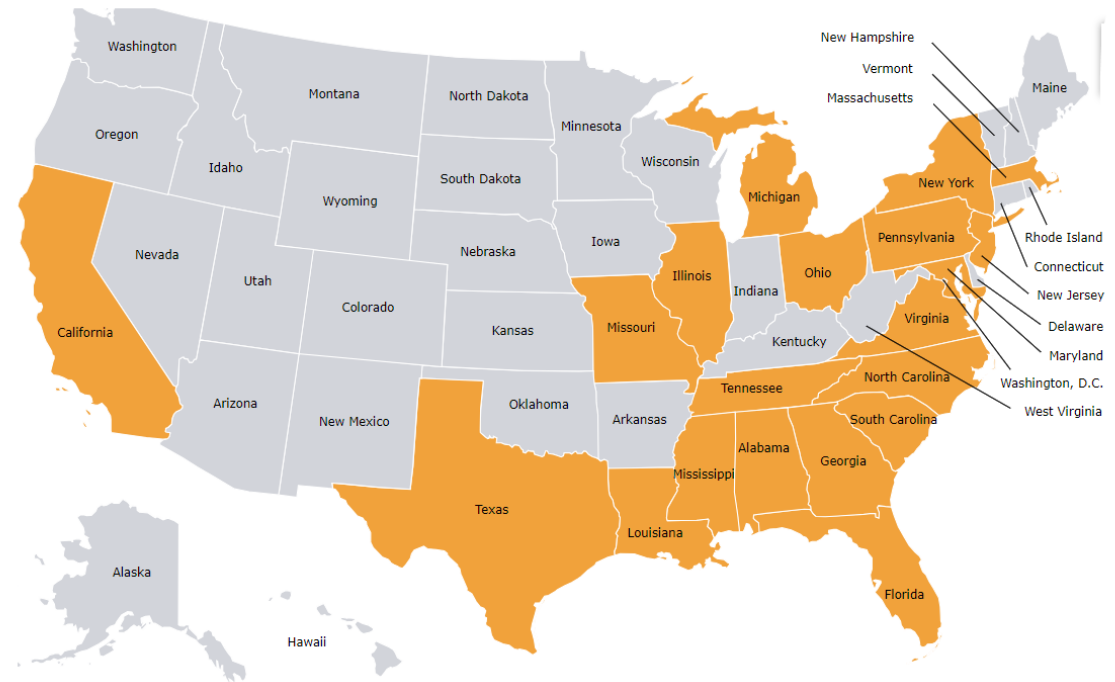 Washington
Montana
North Dakota
Minnesota
New Hampshire
Vermont
Massachusetts
Maine
Oregon
Idaho
Wyoming
South Dakota
Wisconsin
Michigan
New York
Nevada
Utah
Colorado
Nebraska
Iowa
Illinois
Indiana
Ohio
Pennsylvania
Rhode Island
Connecticut
New Jersey
Delaware
Maryland
Washington, D.C.
West Virginia
California
Kansas
Missouri
Kentucky
Virginia
Arizona
New Mexico
Oklahoma
Arkansas
Tennessee
North Carolina
South Carolina
Texas
Louisiana
Mississippi
Alabama
Georgia
Florida
Alaska
Hawaii